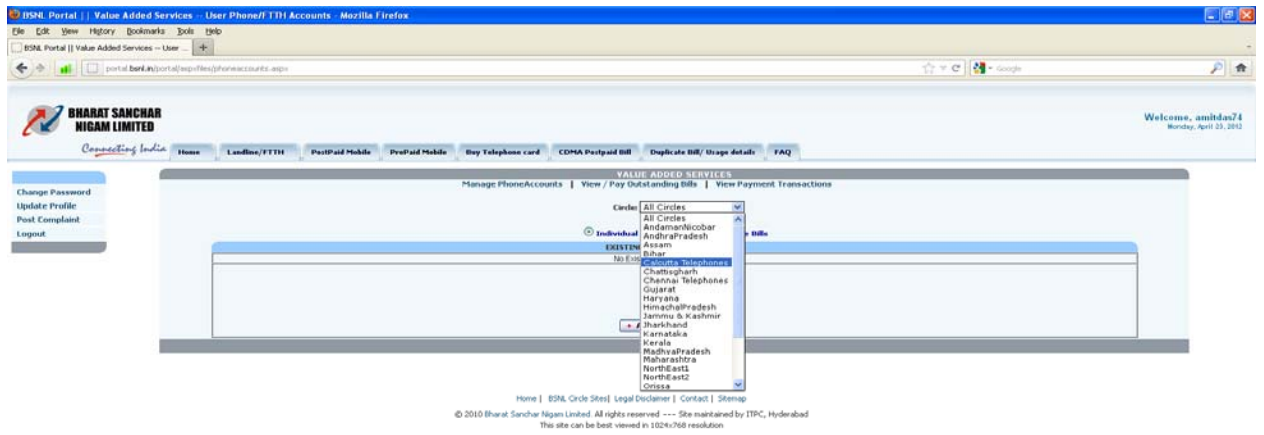 BSNL Portal || Value Added Services -- User Phone/FTTH Accounts - Mozilla Firefox
File Edit View History Bookmarks Tools Help
BSNL Portal || Value Added Services -- User ... +
portal.bsnl.in/portal/aspxfiles/phoneaccounts.aspx
Google
BHARAT SANCHAR
NIGAM LIMITED
Connecting India
Welcome, amitdas74
Monday, April 23, 2012
Home Landline/FTTH PostPaid Mobile PrePaid Mobile Buy Telephone card CDMA Postpaid Bill Duplicate Bill/ Usage details FAQ
Change Password
Update Profile
Post Complaint
Logout
VALUE ADDED SERVICES
Manage PhoneAccounts | View / Pay Outstanding Bills | View Payment Transactions
Circle: All Circles
All Circles
AndamanNicobar
AndhraPradesh
Assam
Bihar
Calcutta Telephones
Chattisgharh
Chennai Telephones
Gujarat
Haryana
HimachalPradesh
Jammu & Kashmir
Jharkhand
Karnataka
Kerala
MadhyaPradesh
Maharashtra
NorthEast1
NorthEast2
Orissa
Individual
Bills
EXISTIN
No Exis
Home | BSNL Circle Sites| Legal Disclaimer | Contact | Sitemap
© 2010 Bharat Sanchar Nigam Limited. All rights reserved --- Site maintained by ITPC, Hyderabad
This site can be best viewed in 1024x768 resolution